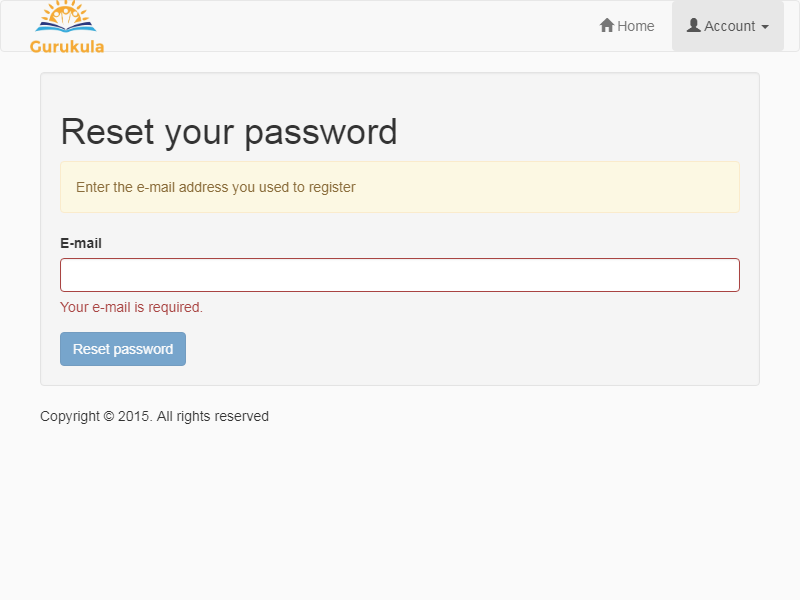 Gurukula
Home
Account
Reset your password
Enter the e-mail address you used to register
E-mail
Your e-mail is required.
Reset password
Copyright © 2015. All rights reserved